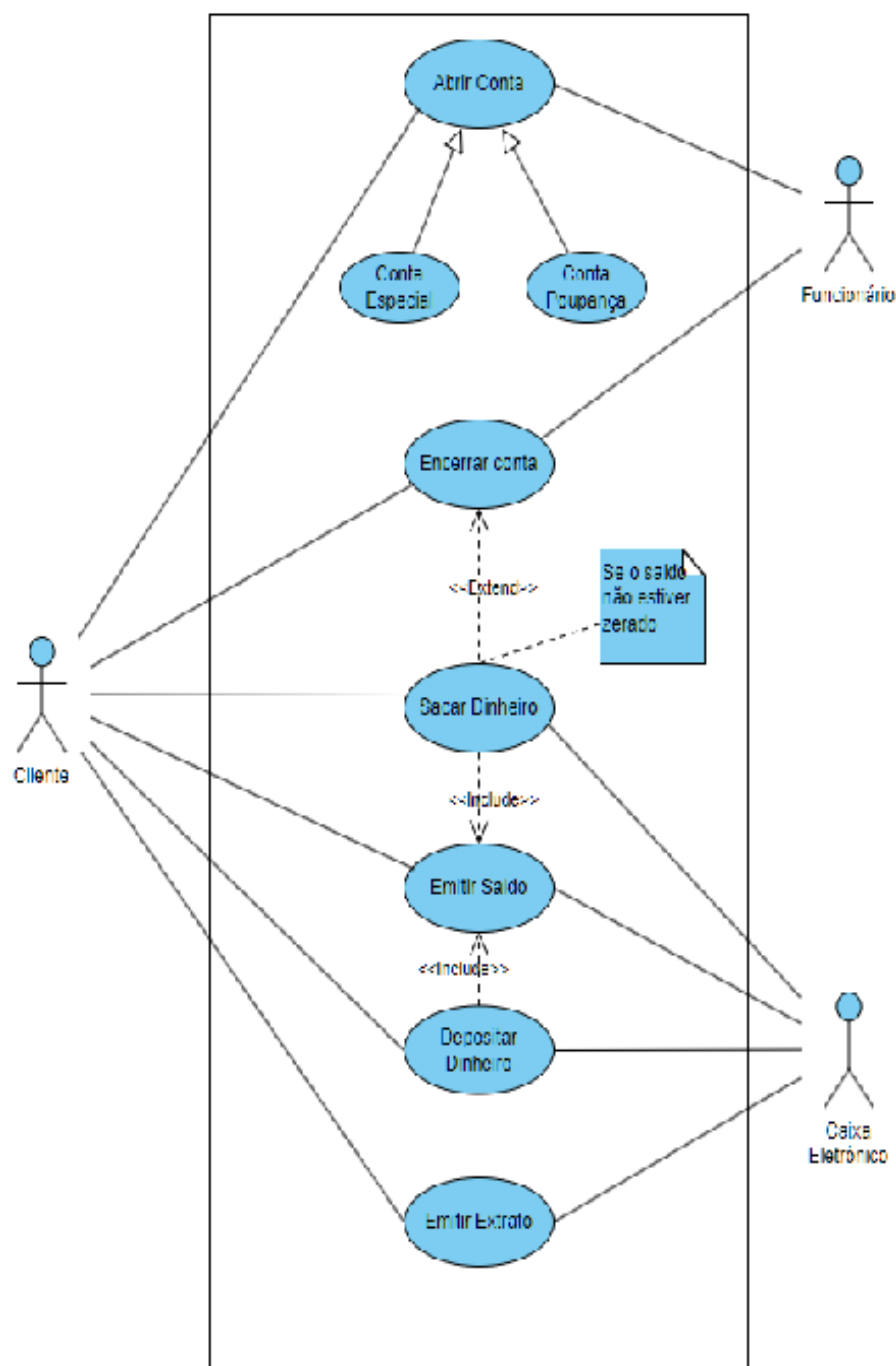 Abrir Conta
Conta
Especial
Conta
Poupança
Funcionário
Encerrar conta
<<Extend>>
Se o saldo
não estiver
zerado
Sacar Dinheiro
Cliente
<<Include>>
Emitir Saldo
<<Include>>
Depositar
Dinheiro
Caixa
Eletrônico
Emitir Extrato